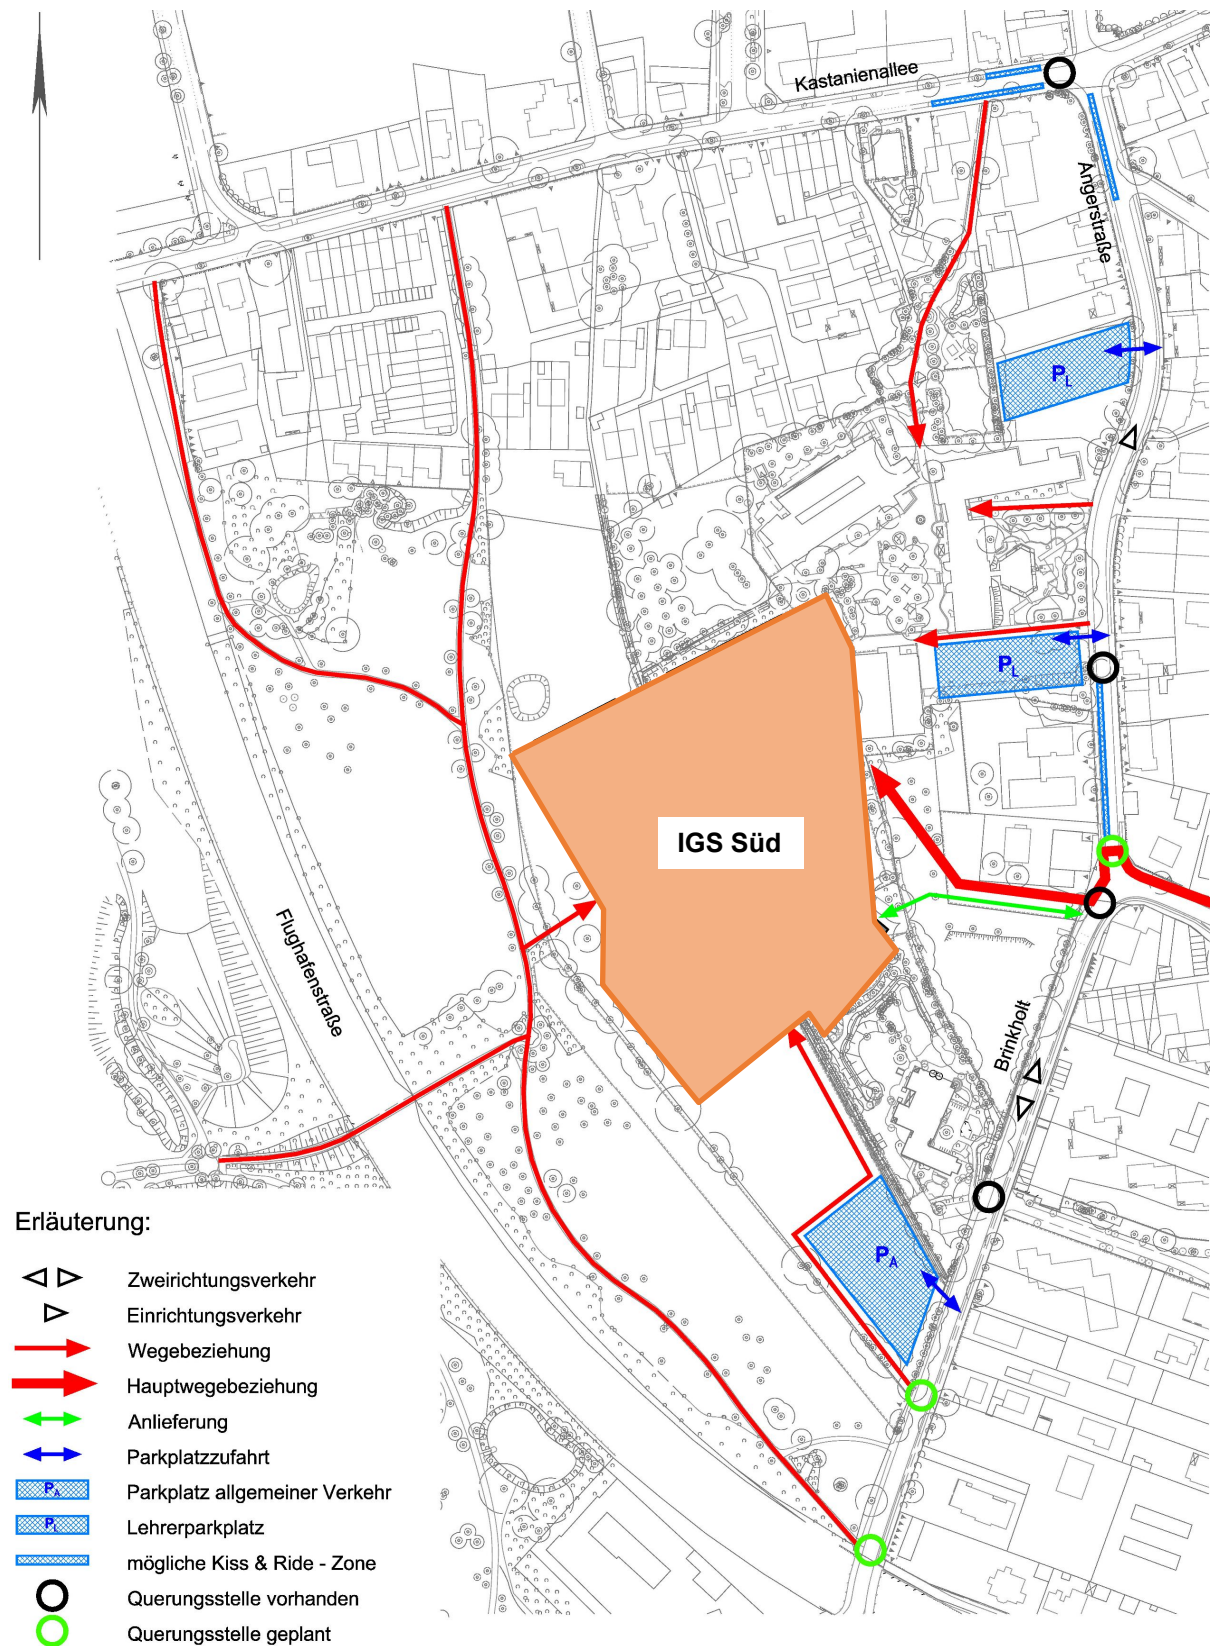 Kastanienallee
Angerstraße
P_L
P_L
IGS Süd
Flughafenstraße
Brinkholt
P_A
Erläuterung:
Zweirichtungsverkehr
Einrichtungsverkehr
Wegebeziehung
Hauptwegebeziehung
Anlieferung
Parkplatzzufahrt
P_A Parkplatz allgemeiner Verkehr
P_L Lehrerparkplatz
mögliche Kiss & Ride - Zone
Querungsstelle vorhanden
Querungsstelle geplant